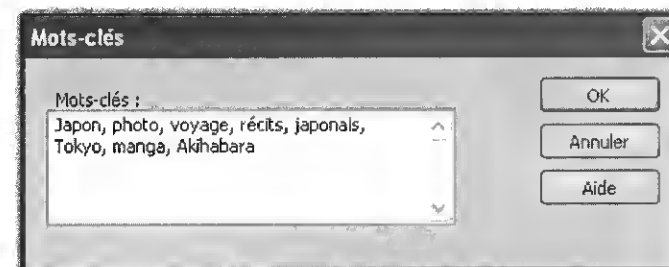 Mots-clés
Mots-clés :
Japon, photo, voyage, récits, japonais,
Tokyo, manga, Akihabara
OK
Annuler
Aide